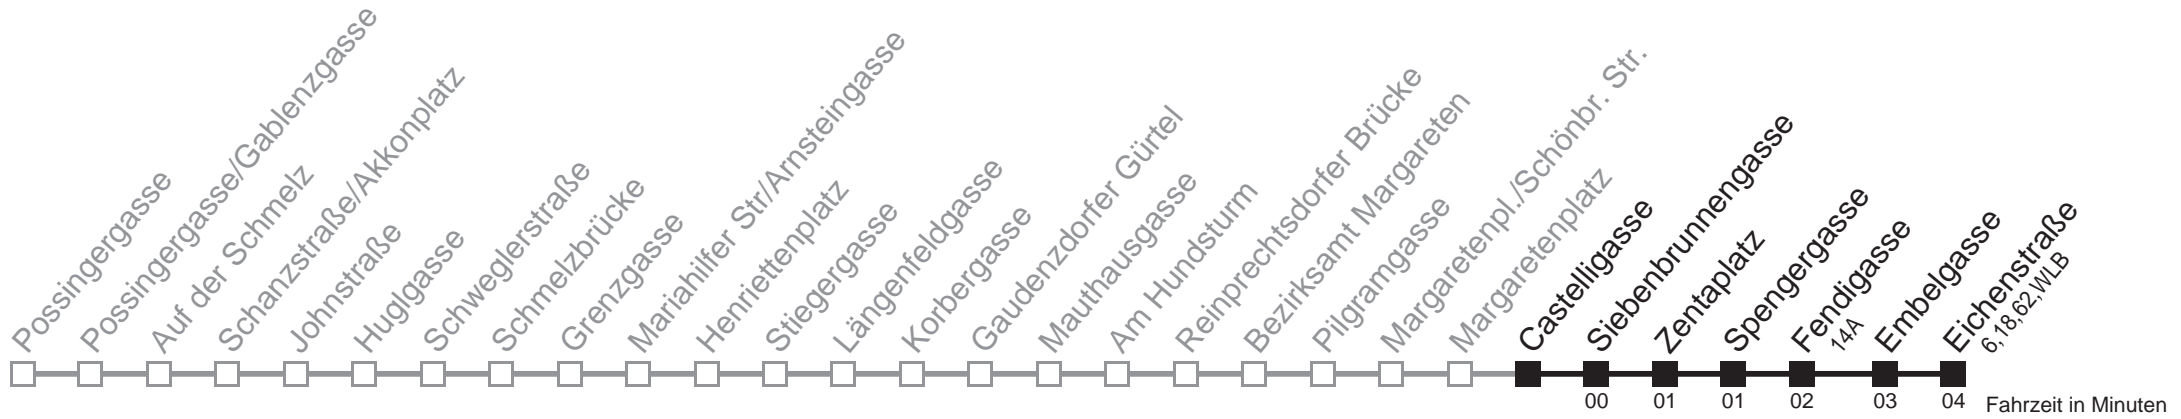 Possingergasse
Possingergasse/Gablenzgasse
Auf der Schmelz
Schanzstraße/Akkonplatz
Johnstraße
Huglgasse
Schweglerstraße
Schmelzbrücke
Grenzgasse
Mariahilfer Str/Arnsteingasse
Henriettenplatz
Stiegergasse
Längenfeldgasse
Korbergasse
Gaudenzdorfer Gürtel
Mauthausgasse
Am Hundsturm
Reinprechtsdorfer Brücke
Bezirksamt Margareten
Pilgramgasse
Margaretenpl./Schönbr. Str.
Margaretenplatz
Castelligasse
Siebenbrunnengasse
Zentaplatz
Spengergasse
Fendigasse
14A
Embelgasse
Eichenstraße
6,18,62,WLB
00 01 01 02 03 04 Fahrzeit in Minuten